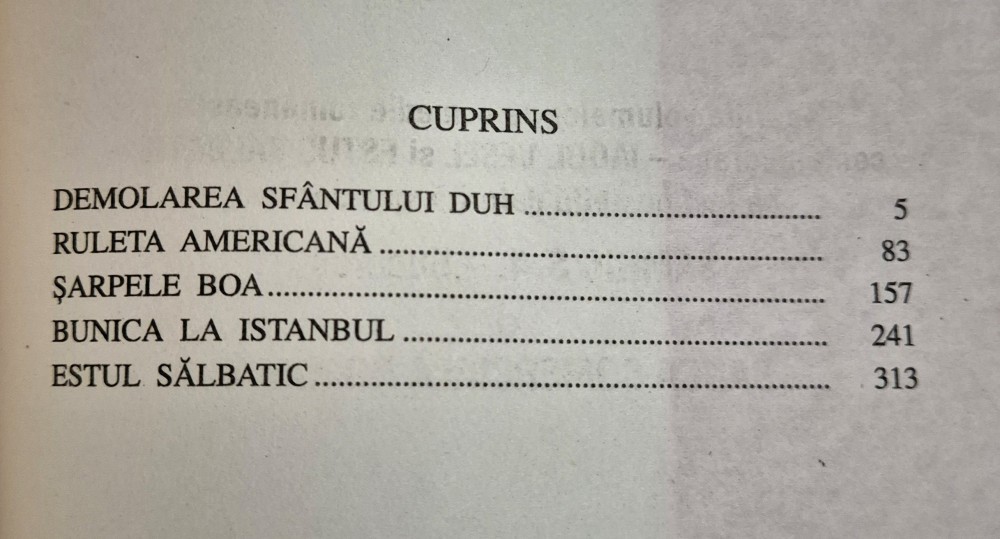 CUPRINS
DEMOLAREA SFÂNTULUI DUH ........................................... 5
RULETA AMERICANĂ ................................................................ 83
ŞARPELE BOA................................................................................. 157
BUNICA LA ISTANBUL .............................................................. 241
ESTUL SĂLBATIC........................................................................... 313